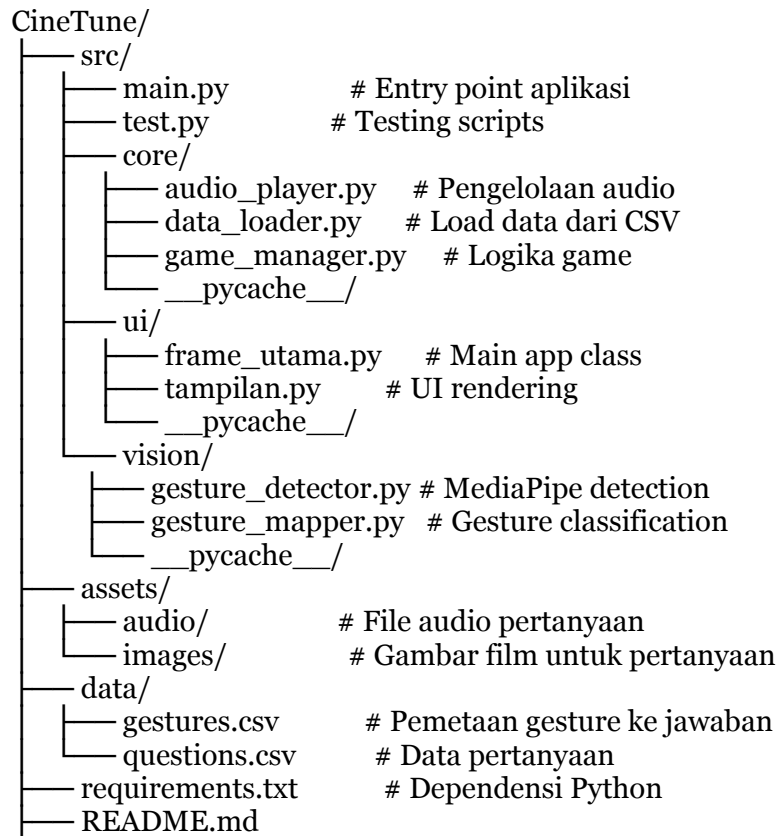 CineTune/
├── src/
│   ├── main.py # Entry point aplikasi
│   ├── test.py # Testing scripts
│   ├── core/
│   │   ├── audio_player.py # Pengelolaan audio
│   │   ├── data_loader.py # Load data dari CSV
│   │   ├── game_manager.py # Logika game
│   │   └── __pycache__/
│   ├── ui/
│   │   ├── frame_utama.py # Main app class
│   │   ├── tampilan.py # UI rendering
│   │   └── __pycache__/
│   └── vision/
│       ├── gesture_detector.py # MediaPipe detection
│       ├── gesture_mapper.py # Gesture classification
│       └── __pycache__/
├── assets/
│   ├── audio/ # File audio pertanyaan
│   └── images/ # Gambar film untuk pertanyaan
├── data/
│   ├── gestures.csv # Pemetaan gesture ke jawaban
│   └── questions.csv # Data pertanyaan
├── requirements.txt # Dependensi Python
├── README.md